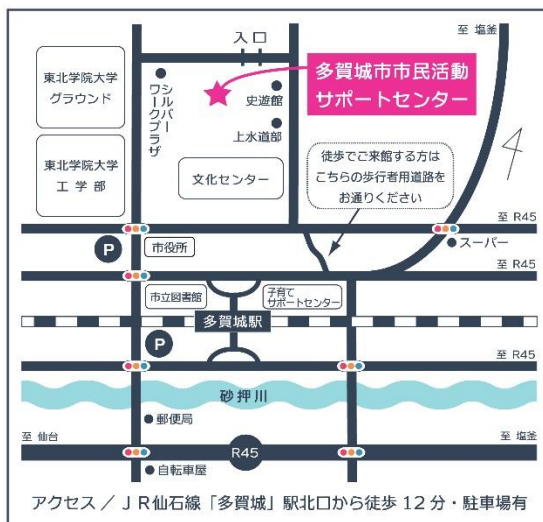 至 塩釜
入口
東北学院大学
グラウンド
シルバー
ワークプラザ
史遊館
多賀城市市民活動
サポートセンター
上水道部
東北学院大学
工学部
文化センター
徒歩でご来館する方は
こちらの歩行者用道路を
お通りください
至 R45
P
市役所
スーパー
至 R45
市立図書館
子育て
サポートセンター
多賀城駅
P
至 R45
砂押川
郵便局
至 仙台
R45
至 塩釜
自転車屋
アクセス／ＪＲ仙石線「多賀城」駅北口から徒歩 12 分・駐車場有